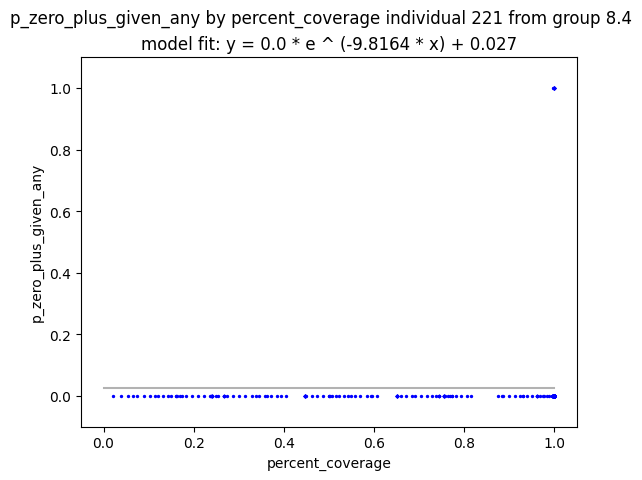 p_zero_plus_given_any by percent_coverage individual 221 from group 8.4
model fit: y = 0.0 * e ^ (-9.8164 * x) + 0.027
p_zero_plus_given_any
1.0
0.8
0.6
0.4
0.2
0.0
0.0 0.2 0.4 0.6 0.8 1.0
percent_coverage